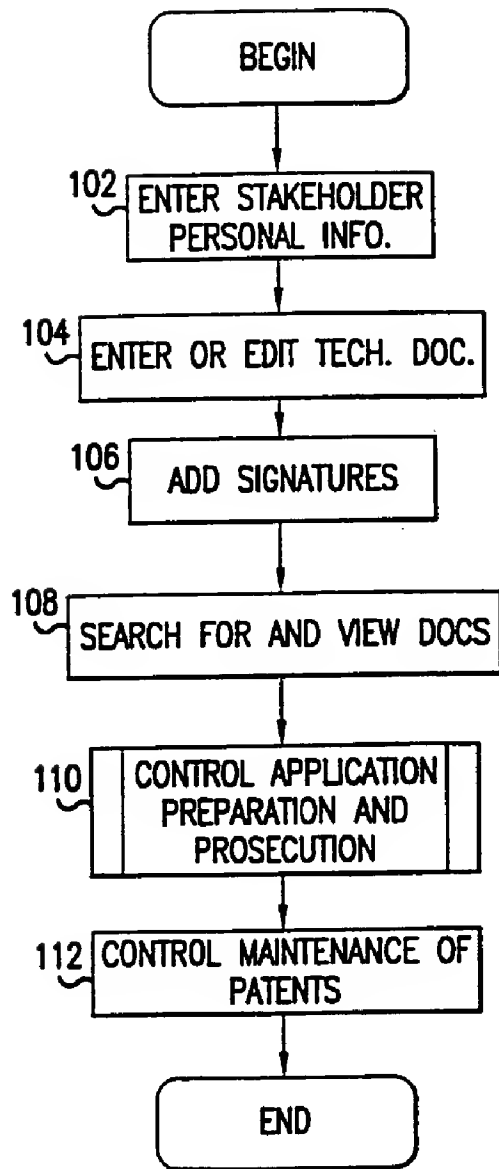 BEGIN
102
ENTER STAKEHOLDER
PERSONAL INFO.
104
ENTER OR EDIT TECH. DOC.
106
ADD SIGNATURES
108
SEARCH FOR AND VIEW DOCS
110
CONTROL APPLICATION
PREPARATION AND
PROSECUTION
112
CONTROL MAINTENANCE OF
PATENTS
END